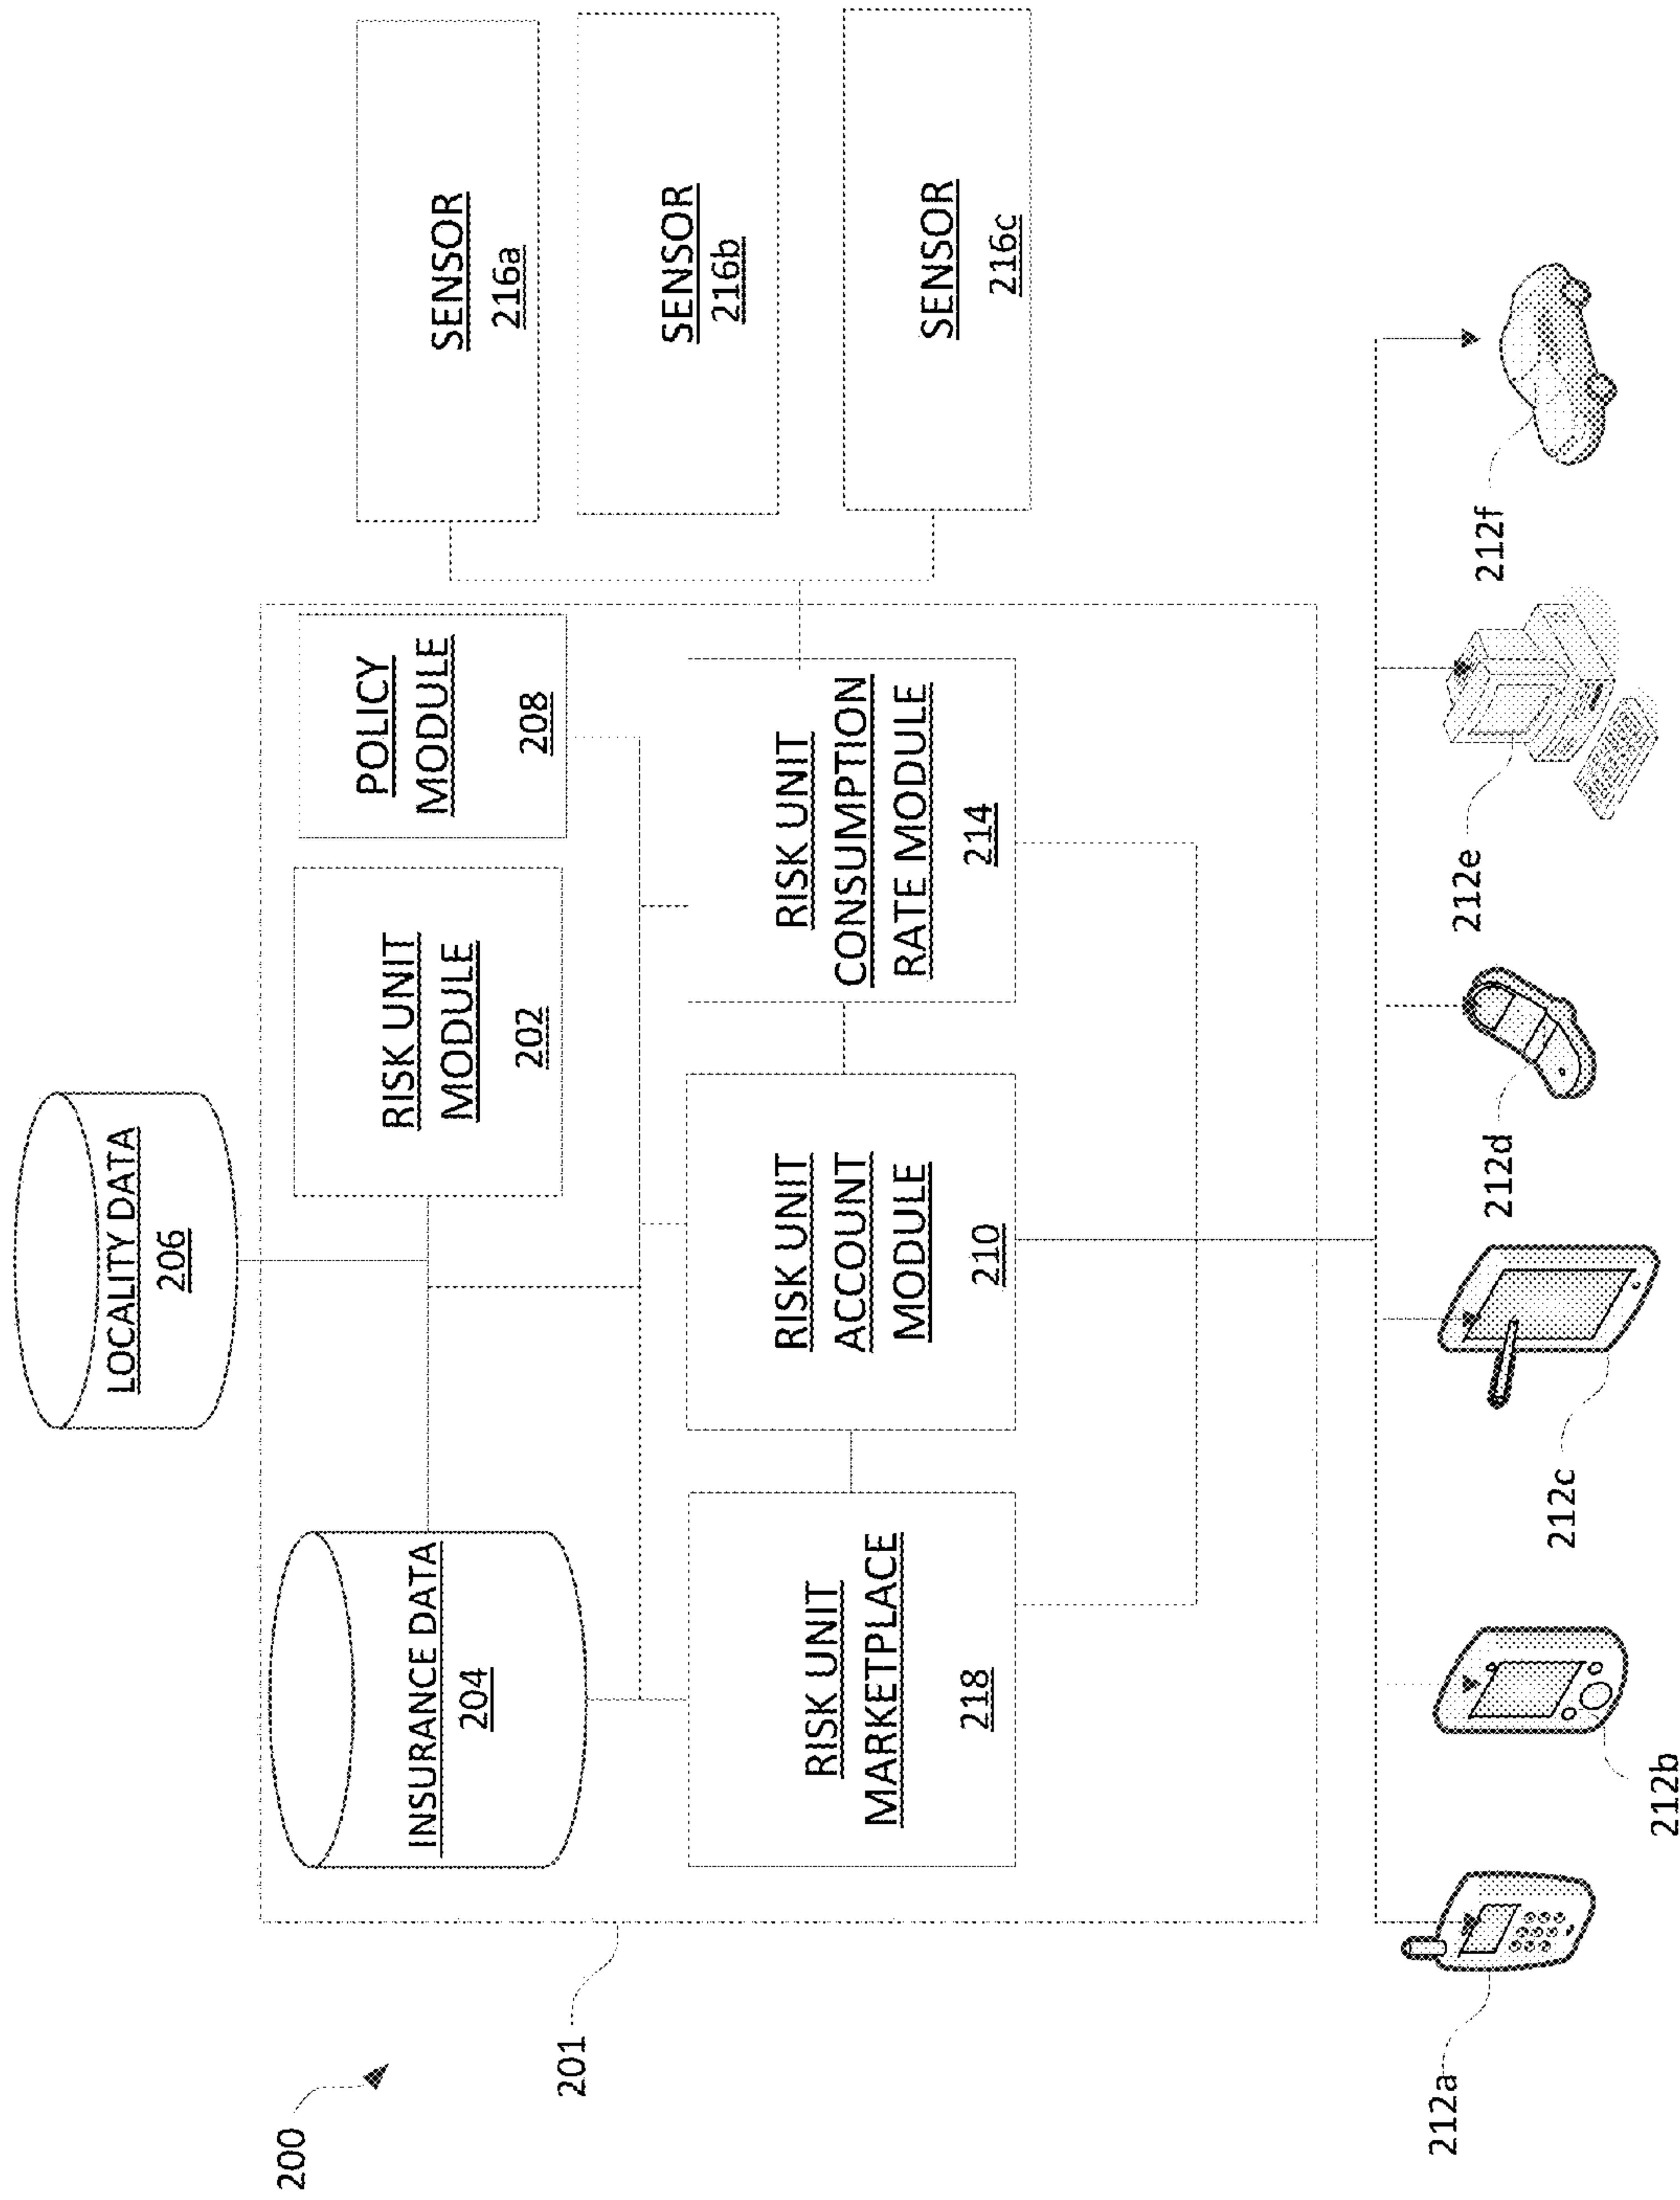 200
201
LOCALITY DATA
206
INSURANCE DATA
204
RISK UNIT
MODULE
202
POLICY
MODULE
208
RISK UNIT
MARKETPLACE
218
RISK UNIT
ACCOUNT
MODULE
210
RISK UNIT
CONSUMPTION
RATE MODULE
214
SENSOR
216a
SENSOR
216b
SENSOR
216c
212a
212b
212c
212d
212e
212f